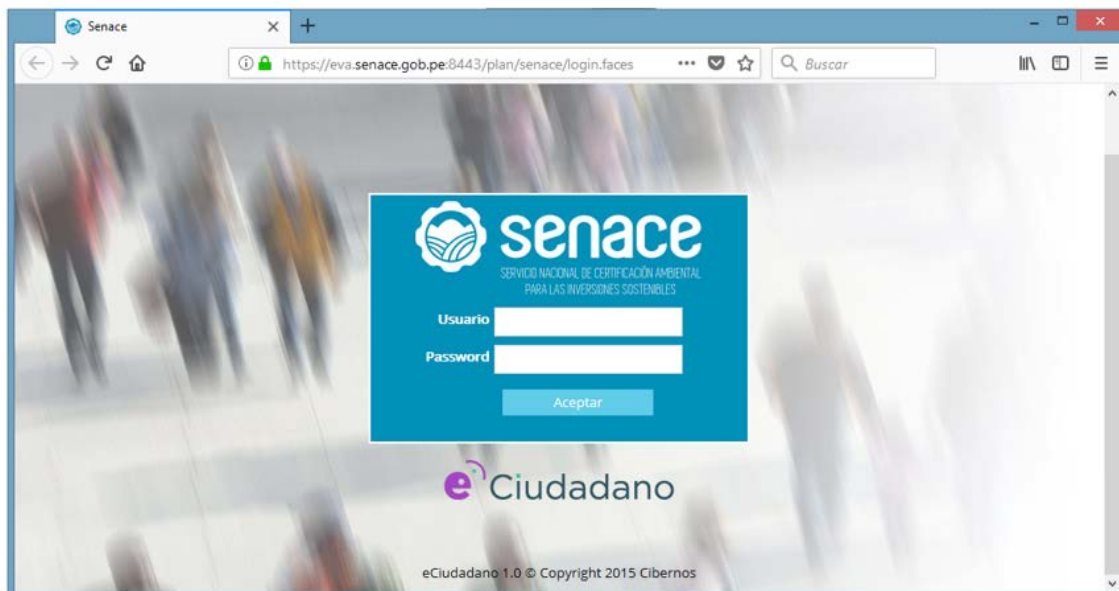 Senace
https://eva.senace.gob.pe:8443/plan/senace/login.faces
Buscar
senace
SERVICIO NACIONAL DE CERTIFICACIÓN AMBIENTAL
PARA LAS INVERSIONES SOSTENIBLES
Usuario
Password
Aceptar
eCiudadano
eCiudadano 1.0 © Copyright 2015 Cibernos